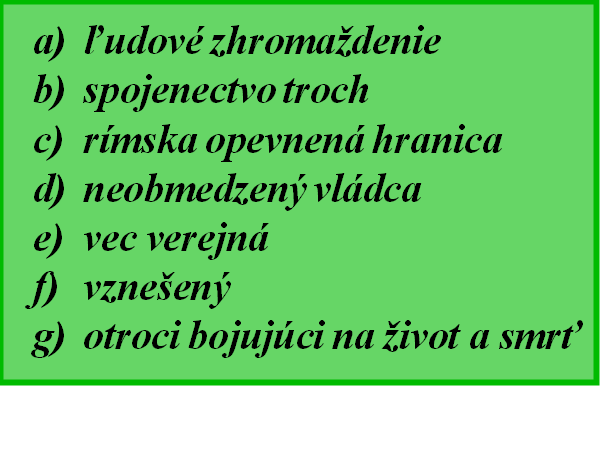 a) ľudové zhromaždenie
b) spojenectvo troch
c) rímska opevnená hranica
d) neobmedzený vládca
e) vec verejná
f) vznešený
g) otroci bojujúci na život a smrť